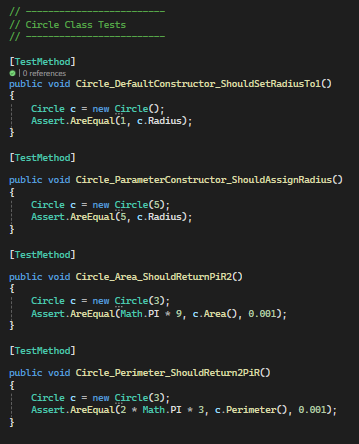 // -------------------------
// Circle Class Tests
// -------------------------
[TestMethod]
| 0 references
public void Circle_DefaultConstructor_ShouldSetRadiusTo1()
{
Circle c = new Circle();
Assert.AreEqual(1, c.Radius);
}
[TestMethod]
public void Circle_ParameterConstructor_ShouldAssignRadius()
{
Circle c = new Circle(5);
Assert.AreEqual(5, c.Radius);
}
[TestMethod]
public void Circle_Area_ShouldReturnPiR2()
{
Circle c = new Circle(3);
Assert.AreEqual(Math.PI * 9, c.Area(), 0.001);
}
[TestMethod]
public void Circle_Perimeter_ShouldReturn2PiR()
{
Circle c = new Circle(3);
Assert.AreEqual(2 * Math.PI * 3, c.Perimeter(), 0.001);
}